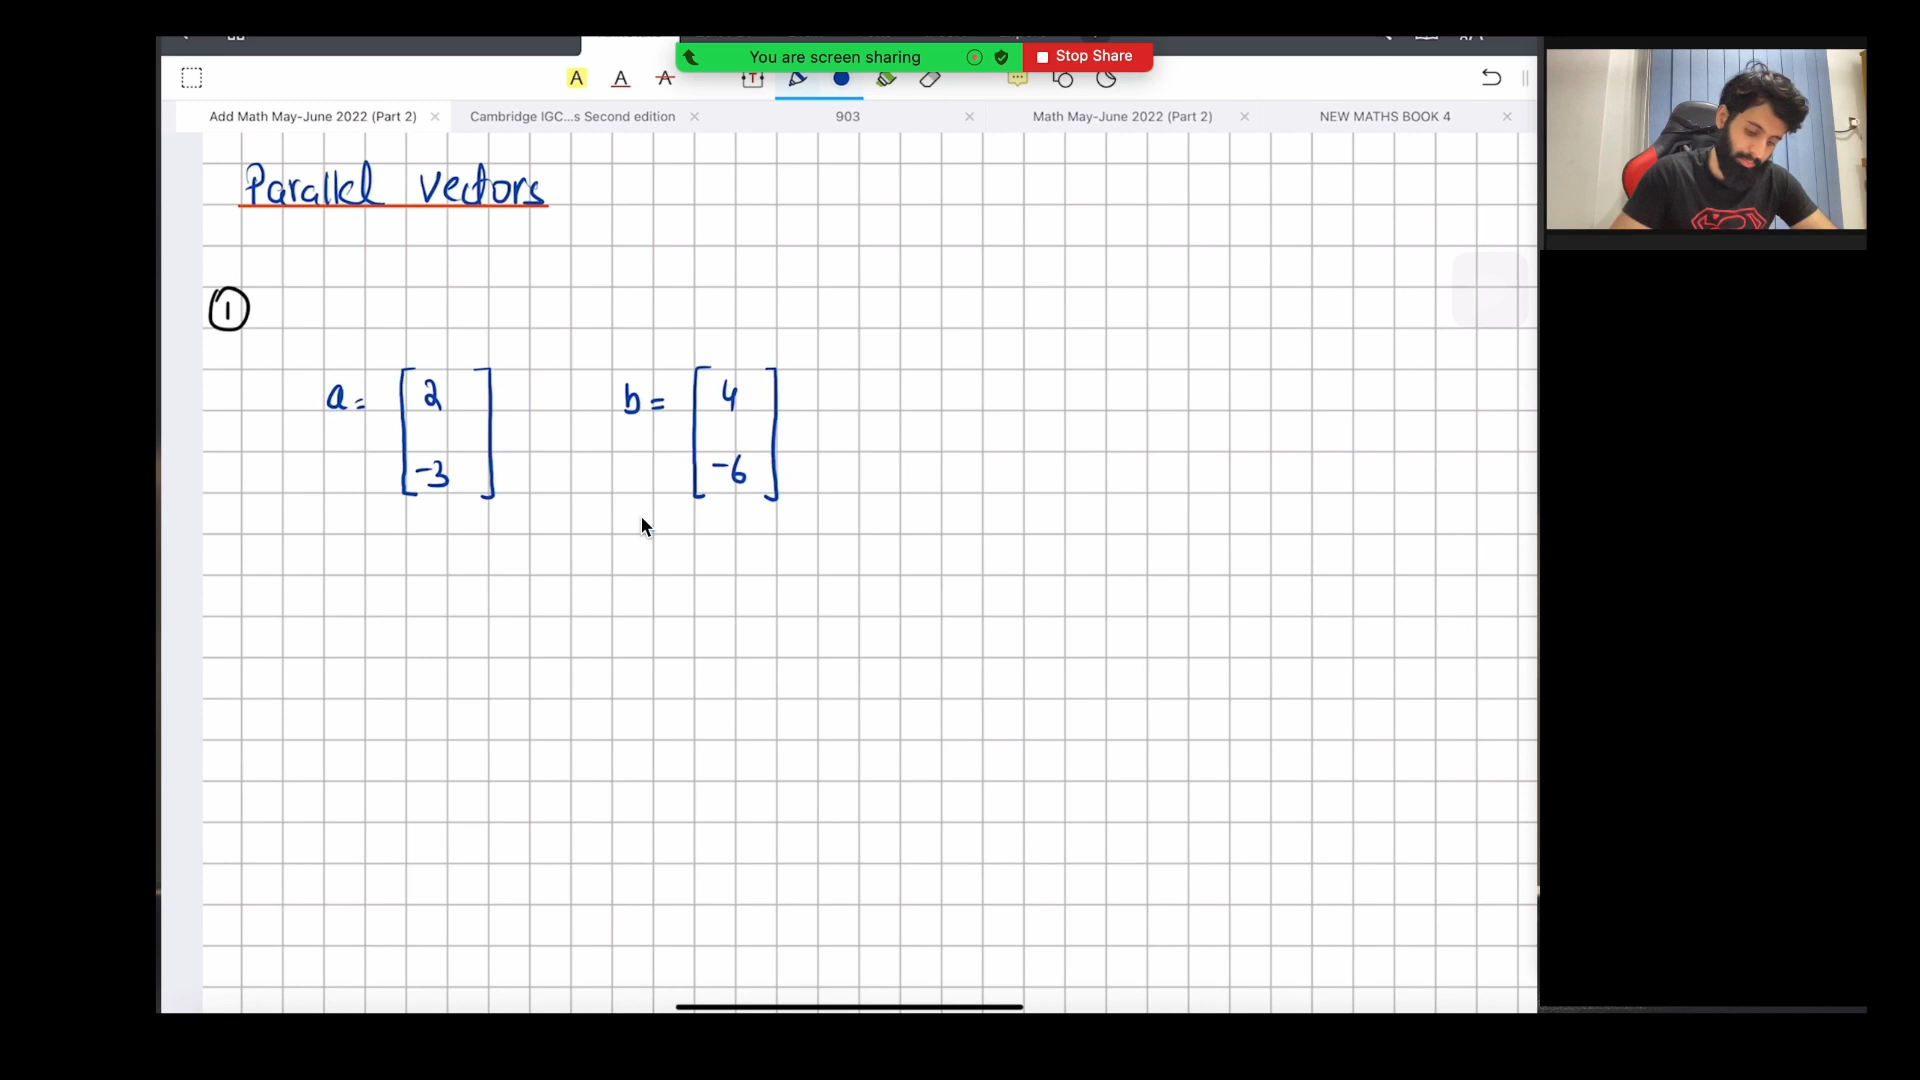 You are screen sharing Stop Share
A A A T
Add Math May-June 2022 (Part 2) Cambridge IGC...s Second edition 903 Math May-June 2022 (Part 2) NEW MATHS BOOK 4
Parallel Vectors
1
a = [2 -3] b = [4 -6]